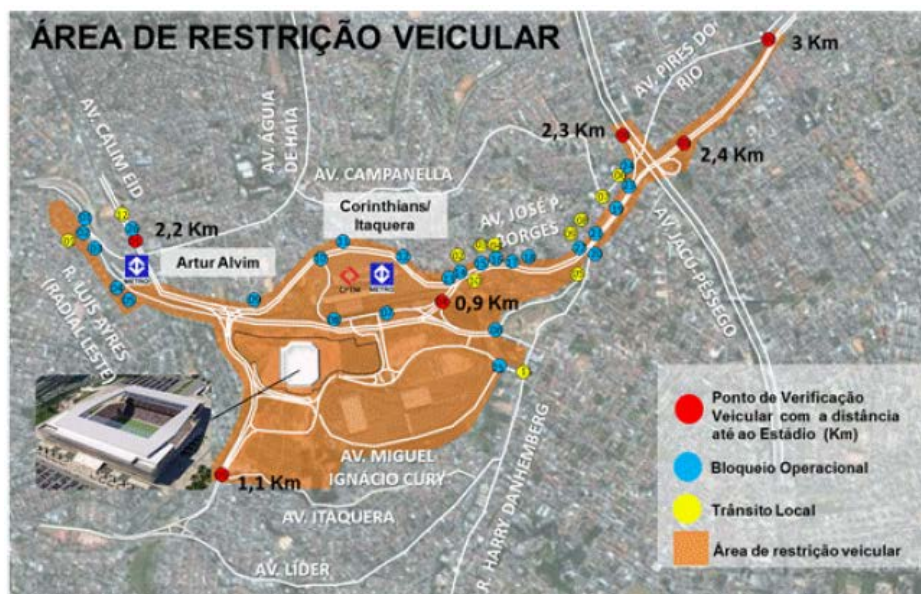 ÁREA DE RESTRIÇÃO VEICULAR
3 Km
AV. PIRES DO
RIO
2,3 Km
2,4 Km
AV. CALIM EID
AV. ÁGUIA
DE HAIA
AV. CAMPANELLA
Corinthians/
Itaquera
AV. JOSÉ P.
BORGES
AV. JACÚ-PÊSSEGO
2,2 Km
Artur Alvim
METRÔ
CPTM
METRÔ
0,9 Km
R. LUIS AYRES
(RADIAL LESTE)
AV. MIGUEL
IGNÁCIO CURY
1,1 Km
AV. ITAQUERA
AV. LÍDER
R. HARRY DANHEMBERG
Ponto de Verificação
Veicular com a distância
até ao Estádio (Km)
Bloqueio Operacional
Trânsito Local
Área de restrição veicular